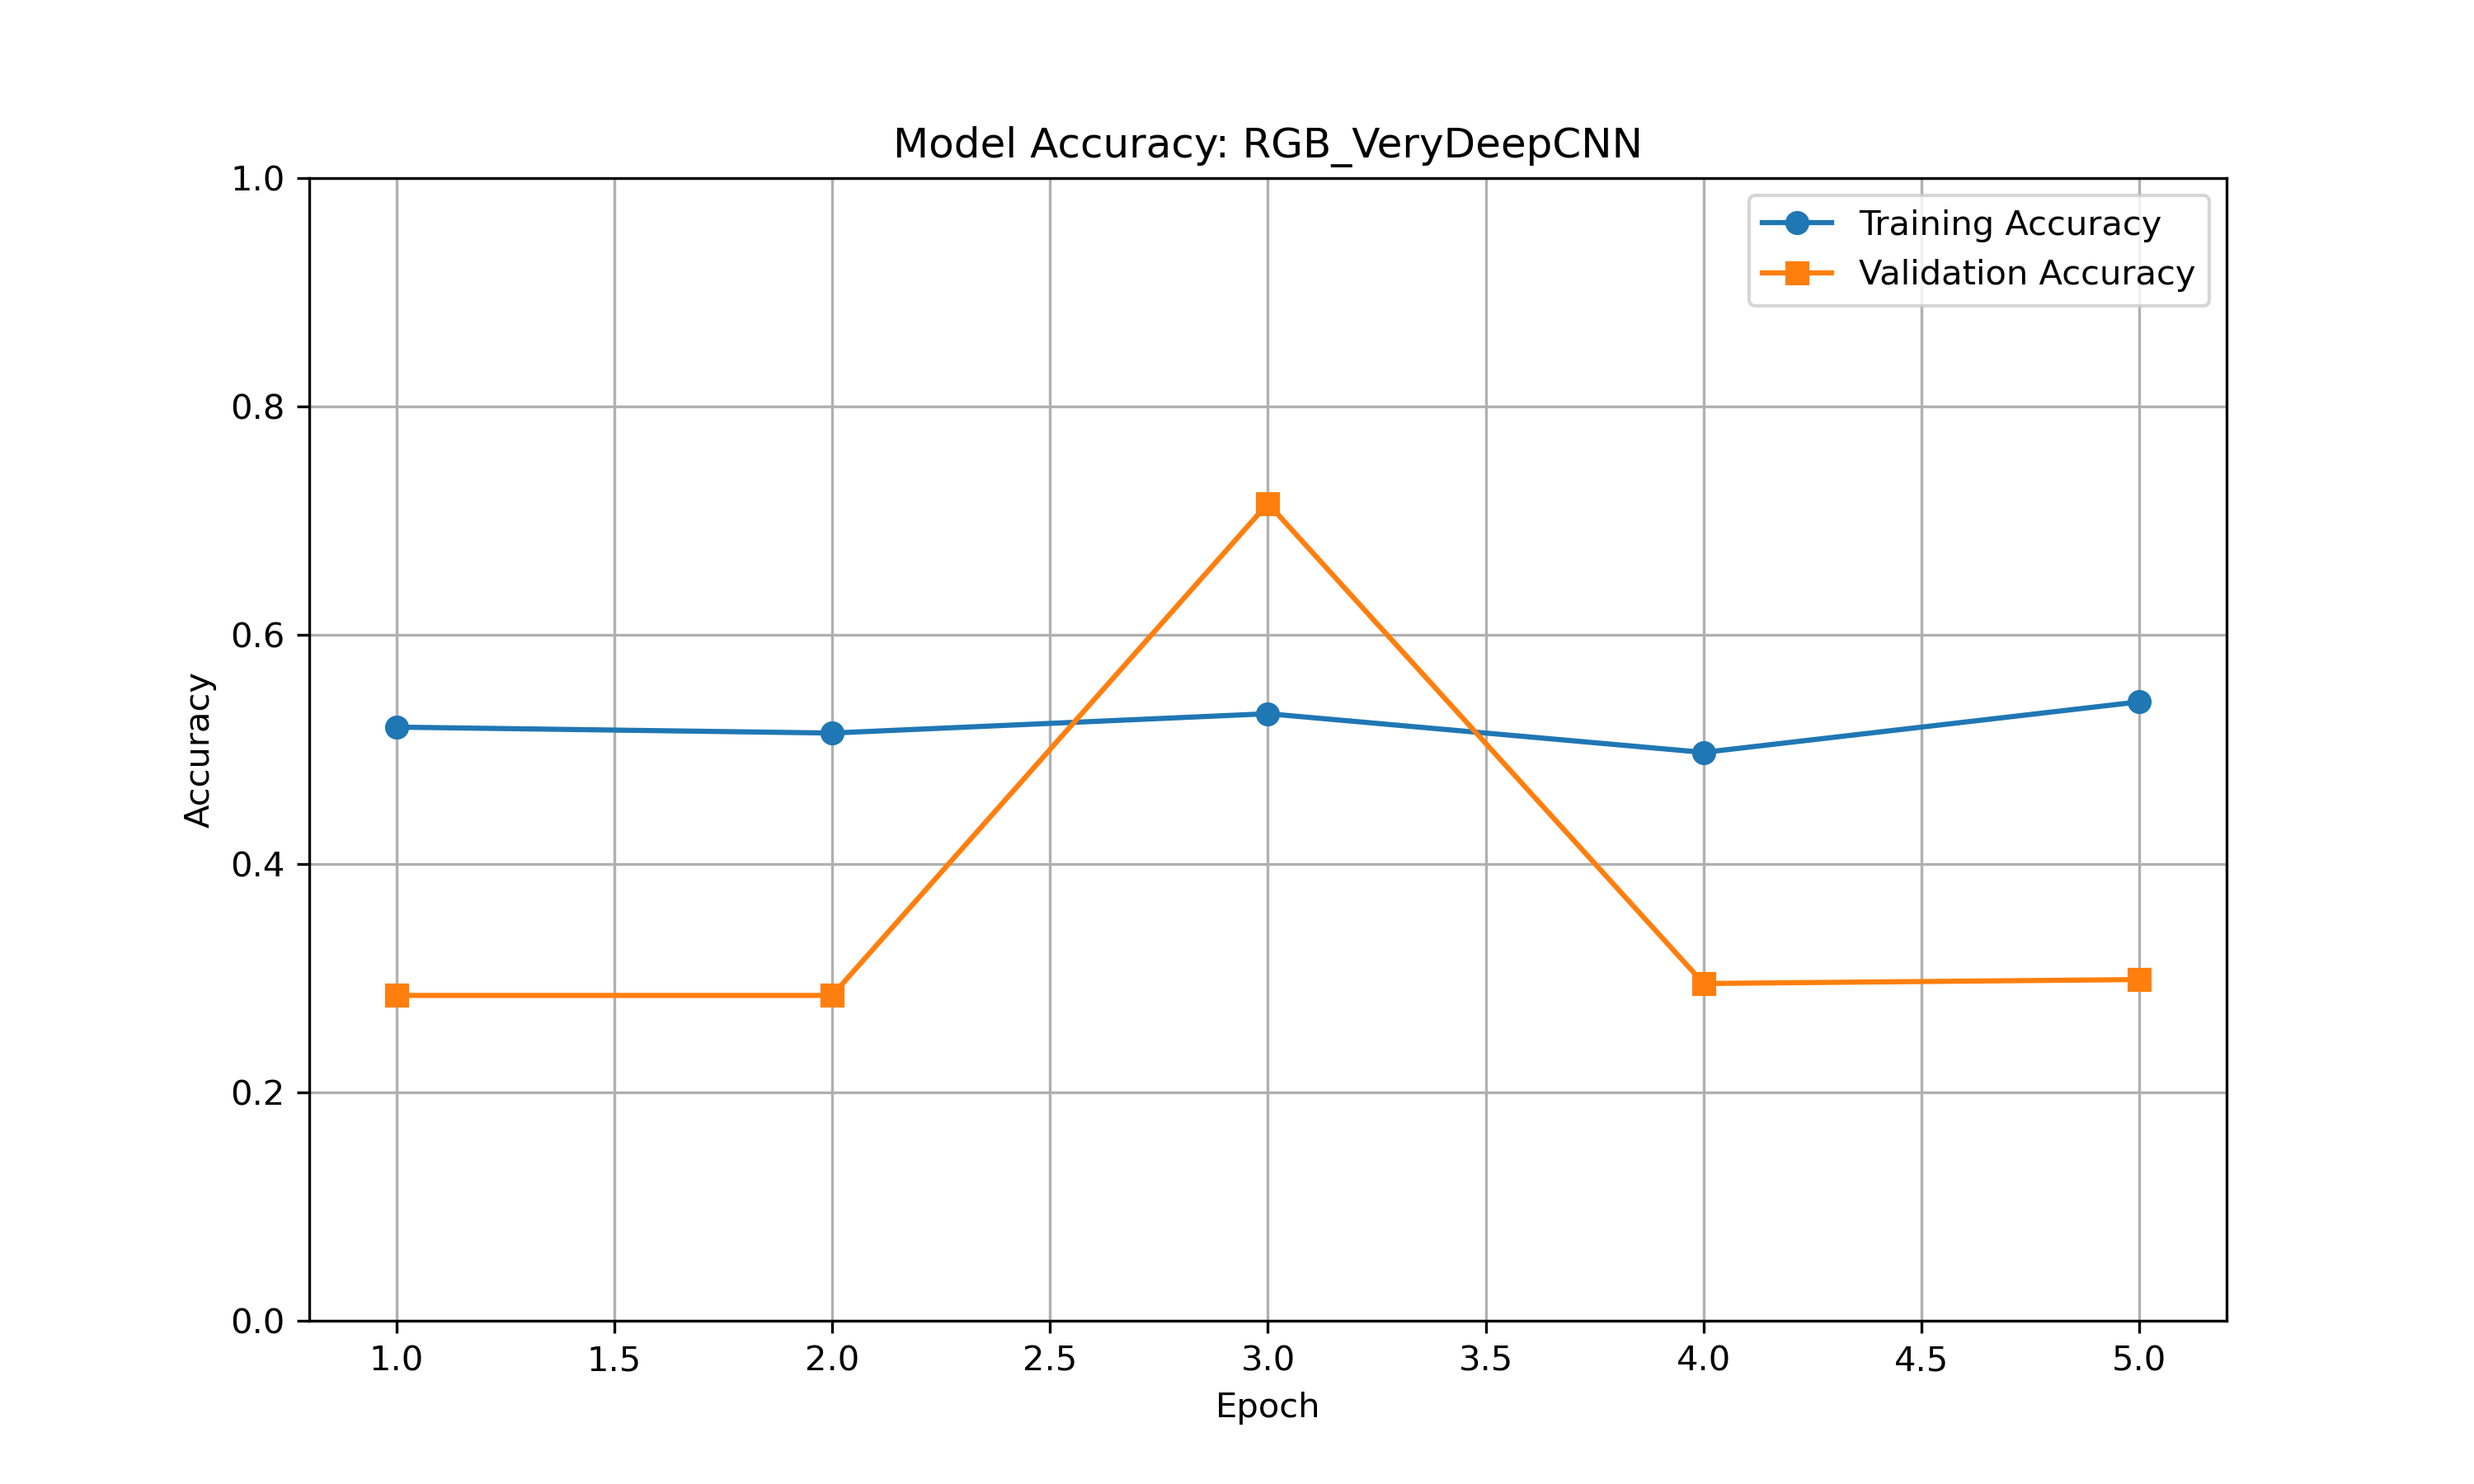 Model Accuracy: RGB_VeryDeepCNN
Training Accuracy
Validation Accuracy
Accuracy
1.0
0.8
0.6
0.4
0.2
0.0
1.0 1.5 2.0 2.5 3.0 3.5 4.0 4.5 5.0
Epoch